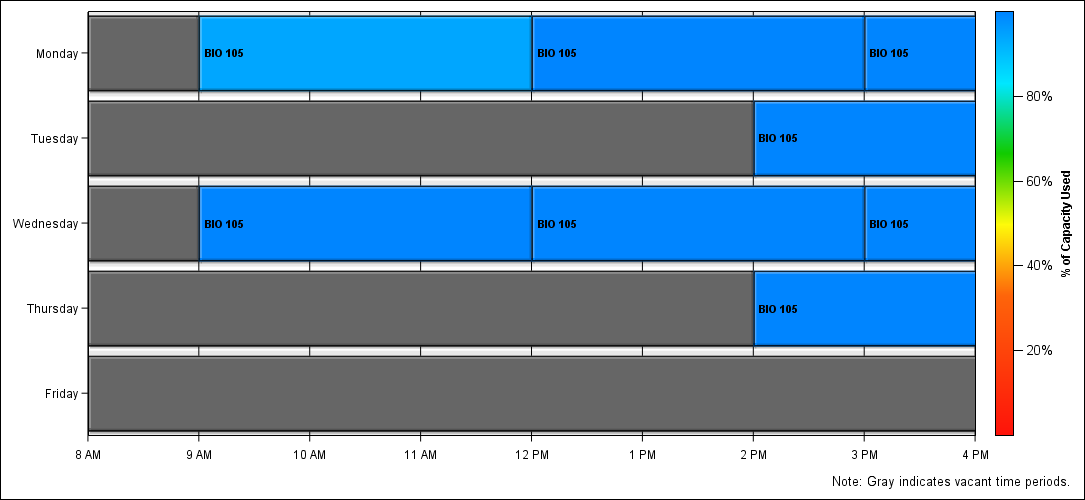 Monday
BIO 105
BIO 105
BIO 105
80%
Tuesday
BIO 105
60%
% of Capacity Used
Wednesday
BIO 105
BIO 105
BIO 105
40%
Thursday
BIO 105
20%
Friday
8 AM 9 AM 10 AM 11 AM 12 PM 1 PM 2 PM 3 PM 4 PM
Note: Gray indicates vacant time periods.